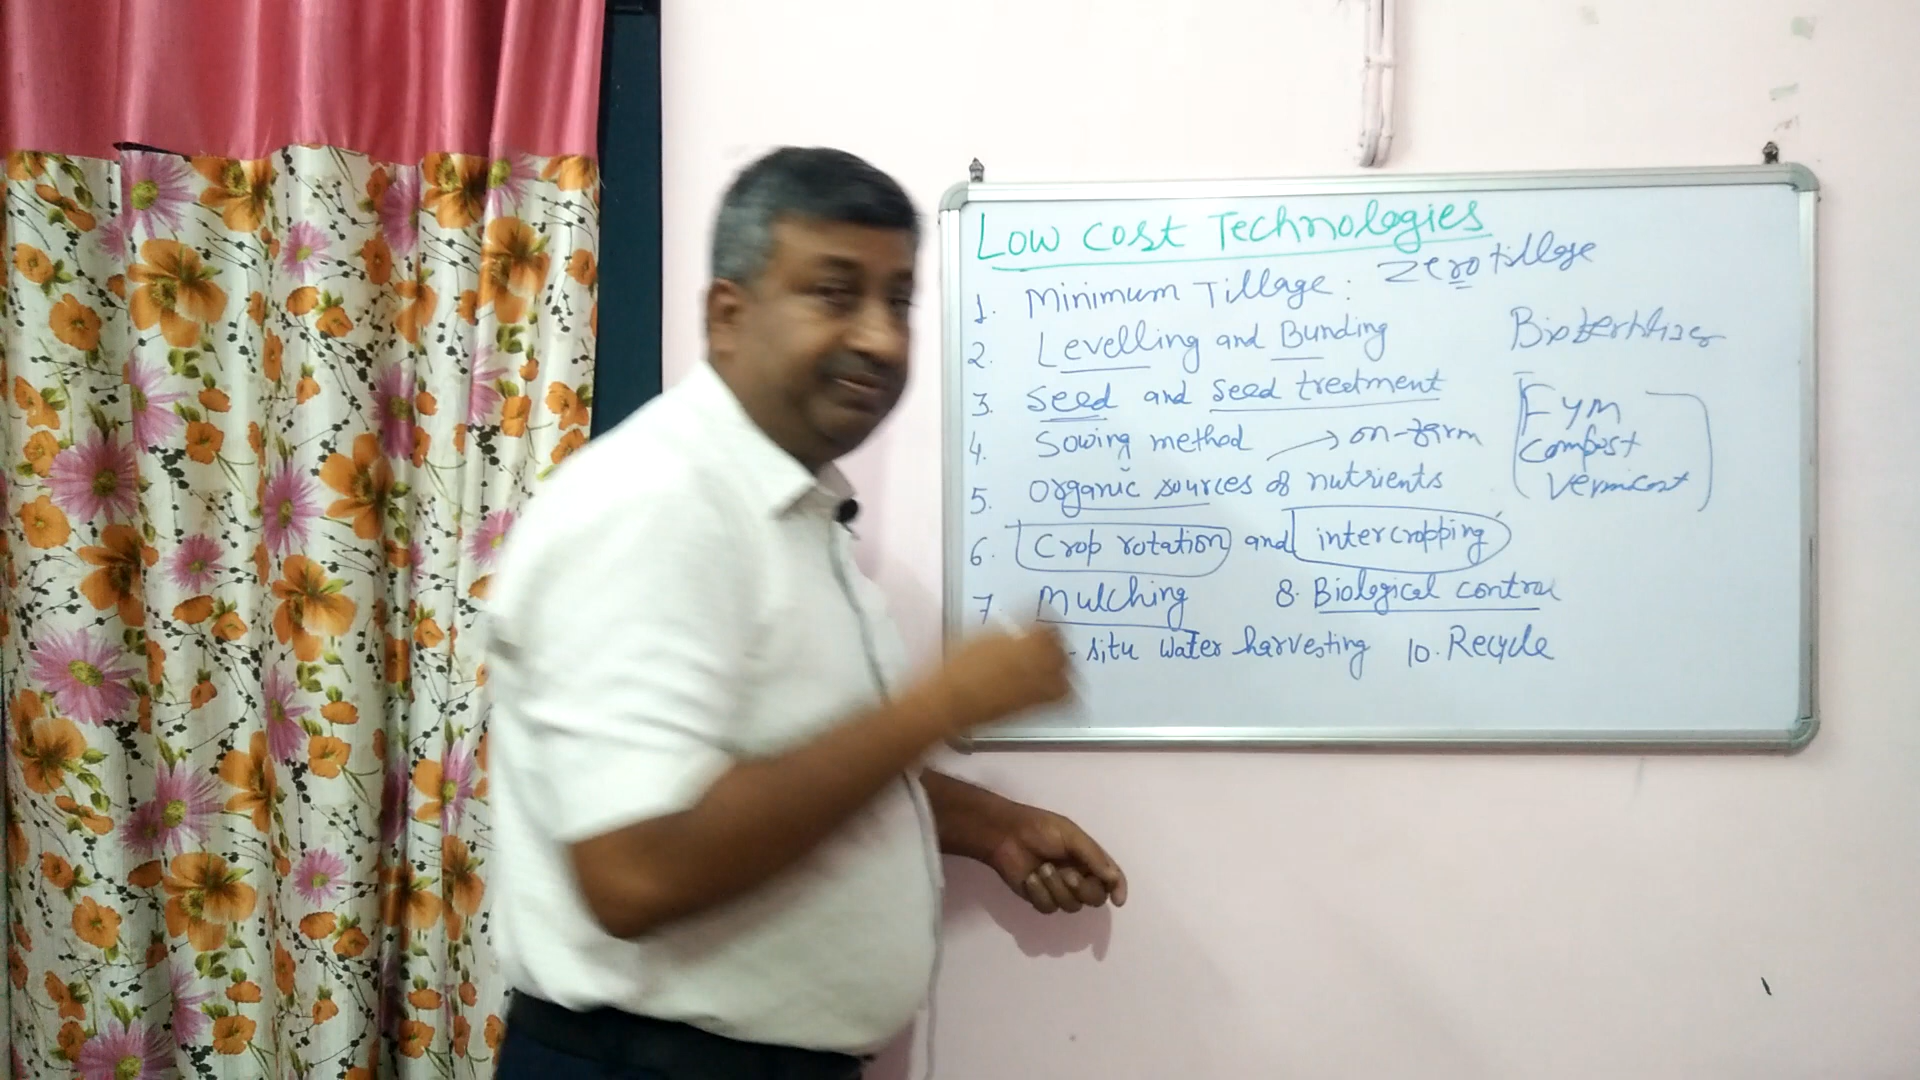 Low cost Technologies
1. Minimum Tillage: Zero tillage
2. Levelling and Bunding
Biofertilizer
3. Seed and seed treatment
FYM
4. Sowing method → on-farm
compost
5. Organic sources of nutrients
6. Crop rotation and intercropping
7. Mulching 8. Biological control
-situ water harvesting 10. Recycle